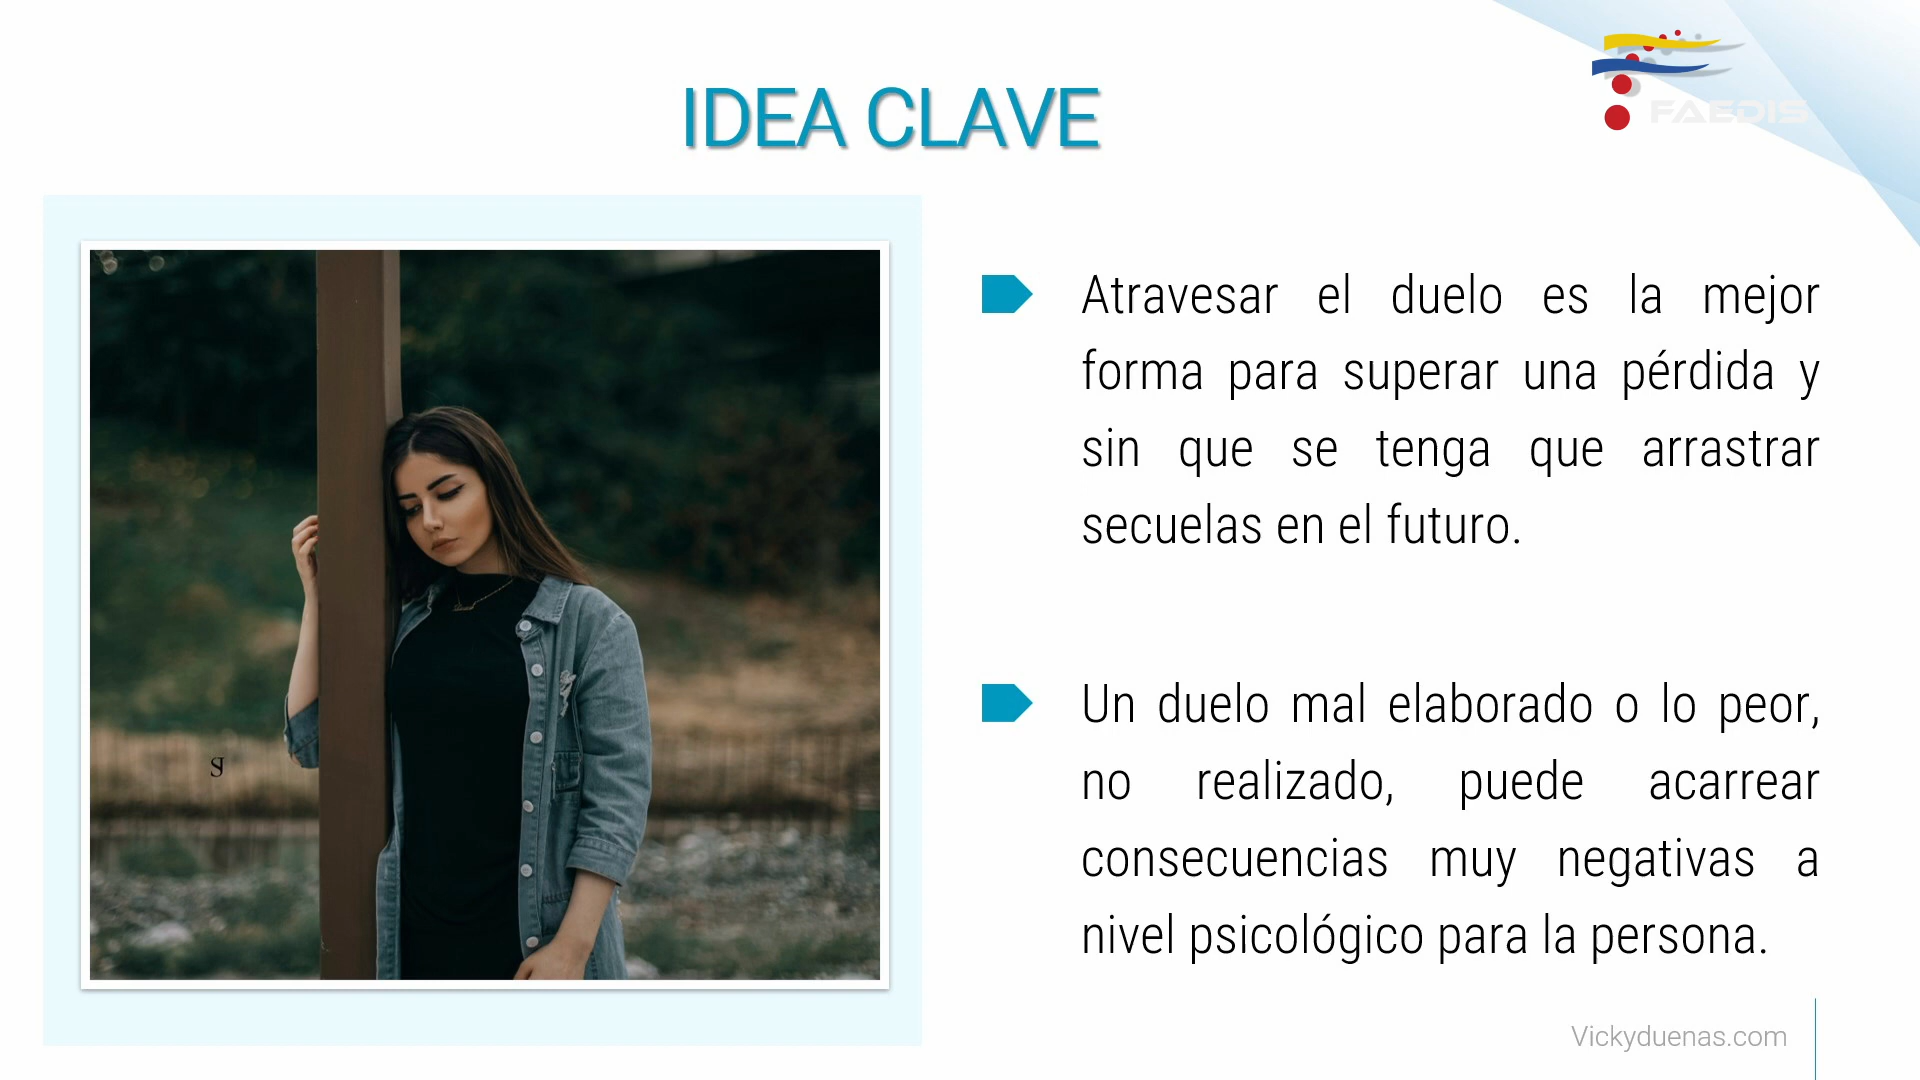 IDEA CLAVE
FAEDIS
Atravesar el duelo es la mejor
forma para superar una pérdida y
sin que se tenga que arrastrar
secuelas en el futuro.
Un duelo mal elaborado o lo peor,
no realizado, puede acarrear
consecuencias muy negativas a
nivel psicológico para la persona.
Vickyduenas.com